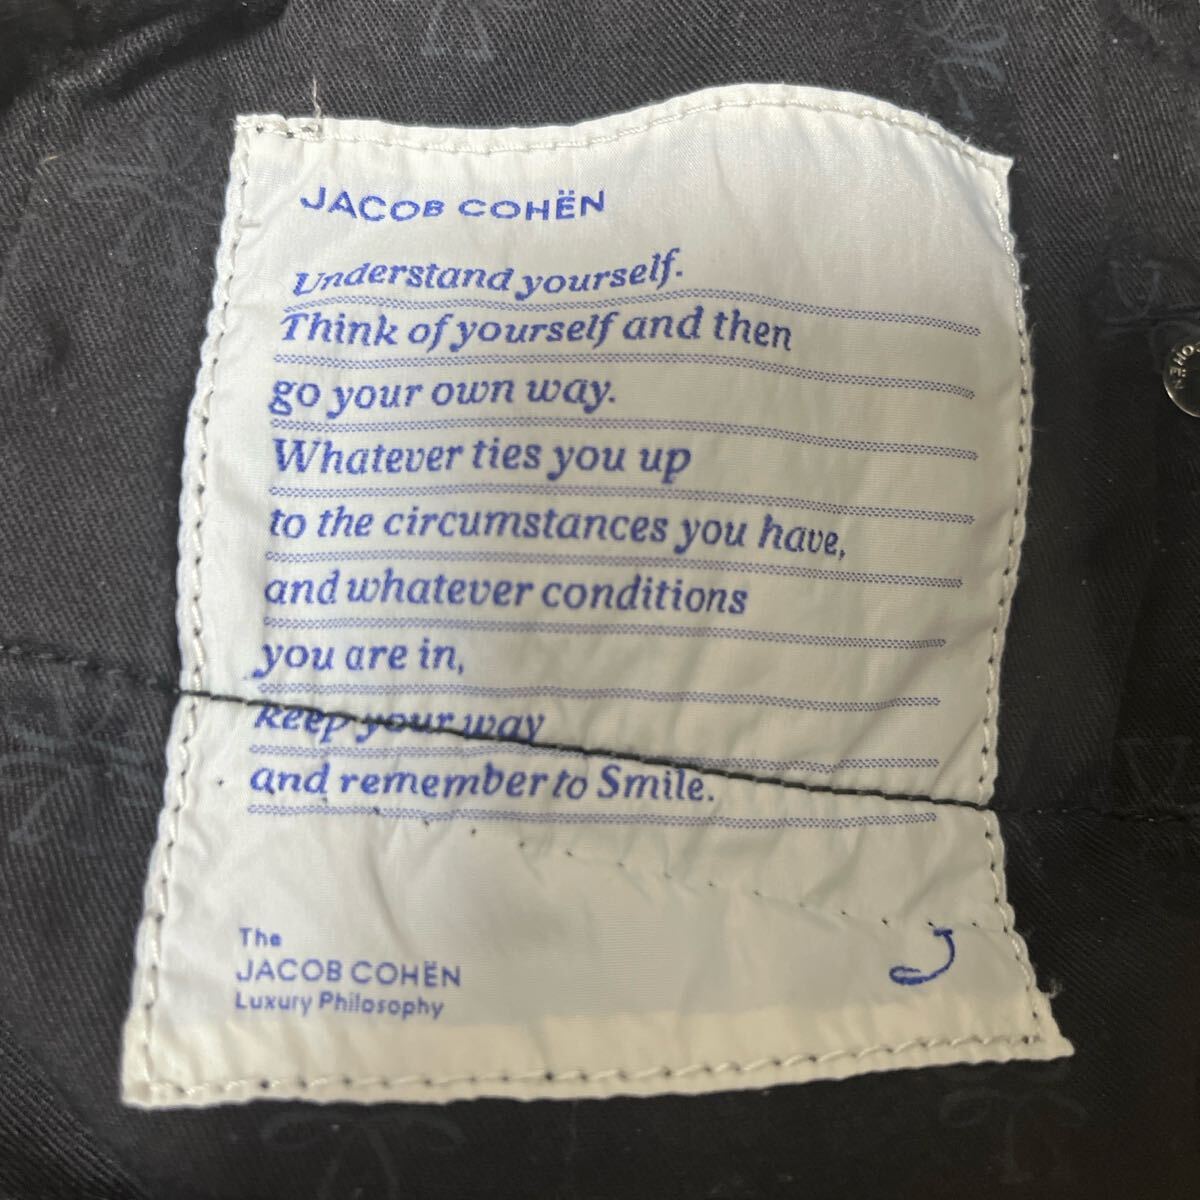 JACOB COHËN
Understand yourself.
Think of yourself and then
go your own way.
Whatever ties you up
to the circumstances you have,
and whatever conditions
you are in,
keep your way
and remember to Smile.
The
JACOB COHËN
Luxury Philosophy
COHËN